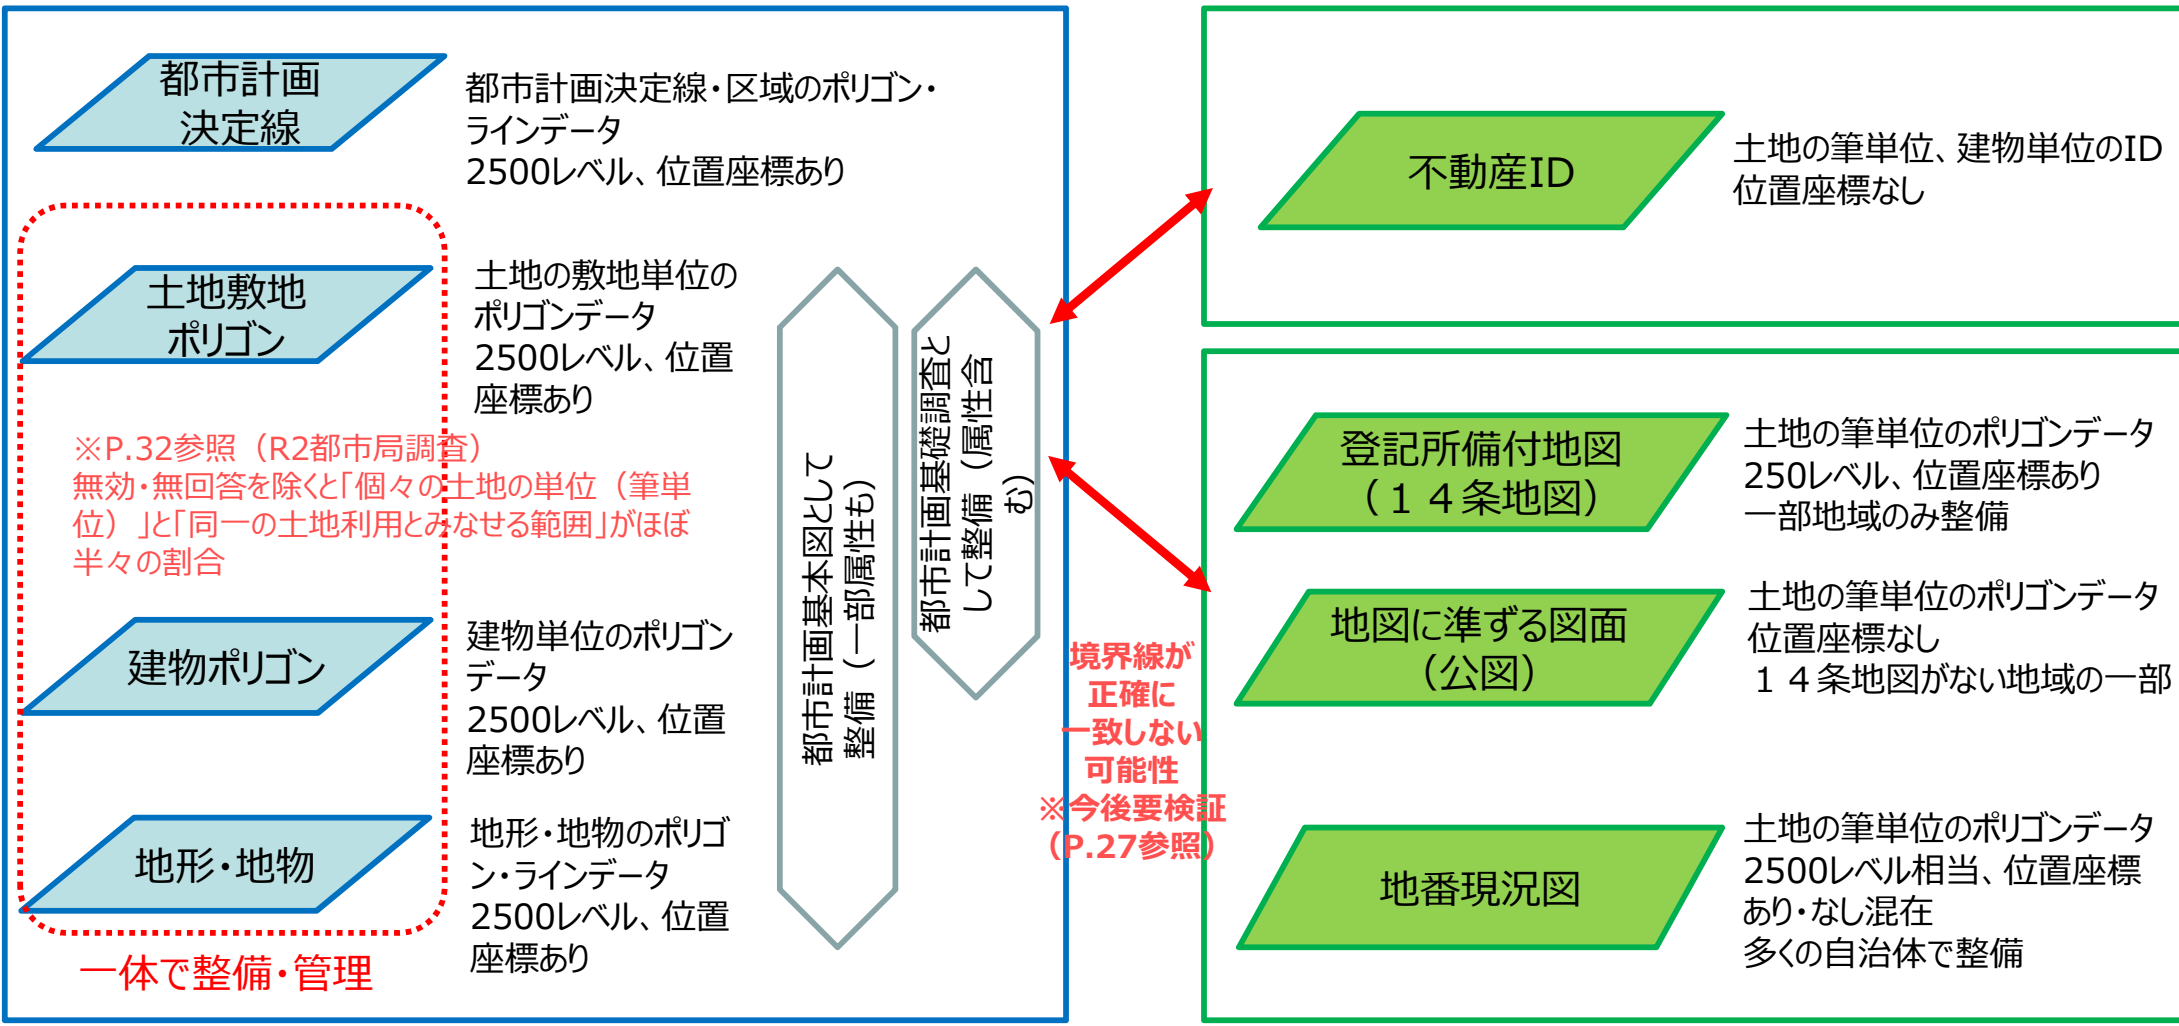 都市計画
決定線
都市計画決定線・区域のポリゴン・
ラインデータ
2500レベル、位置座標あり
土地敷地
ポリゴン
土地の敷地単位の
ポリゴンデータ
2500レベル、位置
座標あり
※P.32参照（R2都市局調査）
無効・無回答を除くと「個々の土地の単位（筆単
位）」と「同一の土地利用とみなせる範囲」がほぼ
半々の割合
建物ポリゴン
建物単位のポリゴン
データ
2500レベル、位置
座標あり
地形・地物
地形・地物のポリゴ
ン・ラインデータ
2500レベル、位置
座標あり
一体で整備・管理
都市計画基本図として
整備（一部属性も）
都市計画基礎調査と
して整備（属性含
む）
境界線が
正確に
一致しない
可能性
※今後要検証
（P.27参照）
不動産ID
土地の筆単位、建物単位のID
位置座標なし
登記所備付地図
（１４条地図）
土地の筆単位のポリゴンデータ
250レベル、位置座標あり
一部地域のみ整備
地図に準ずる図面
（公図）
土地の筆単位のポリゴンデータ
位置座標なし
１４条地図がない地域の一部
地番現況図
土地の筆単位のポリゴンデータ
2500レベル相当、位置座標
あり・なし混在
多くの自治体で整備